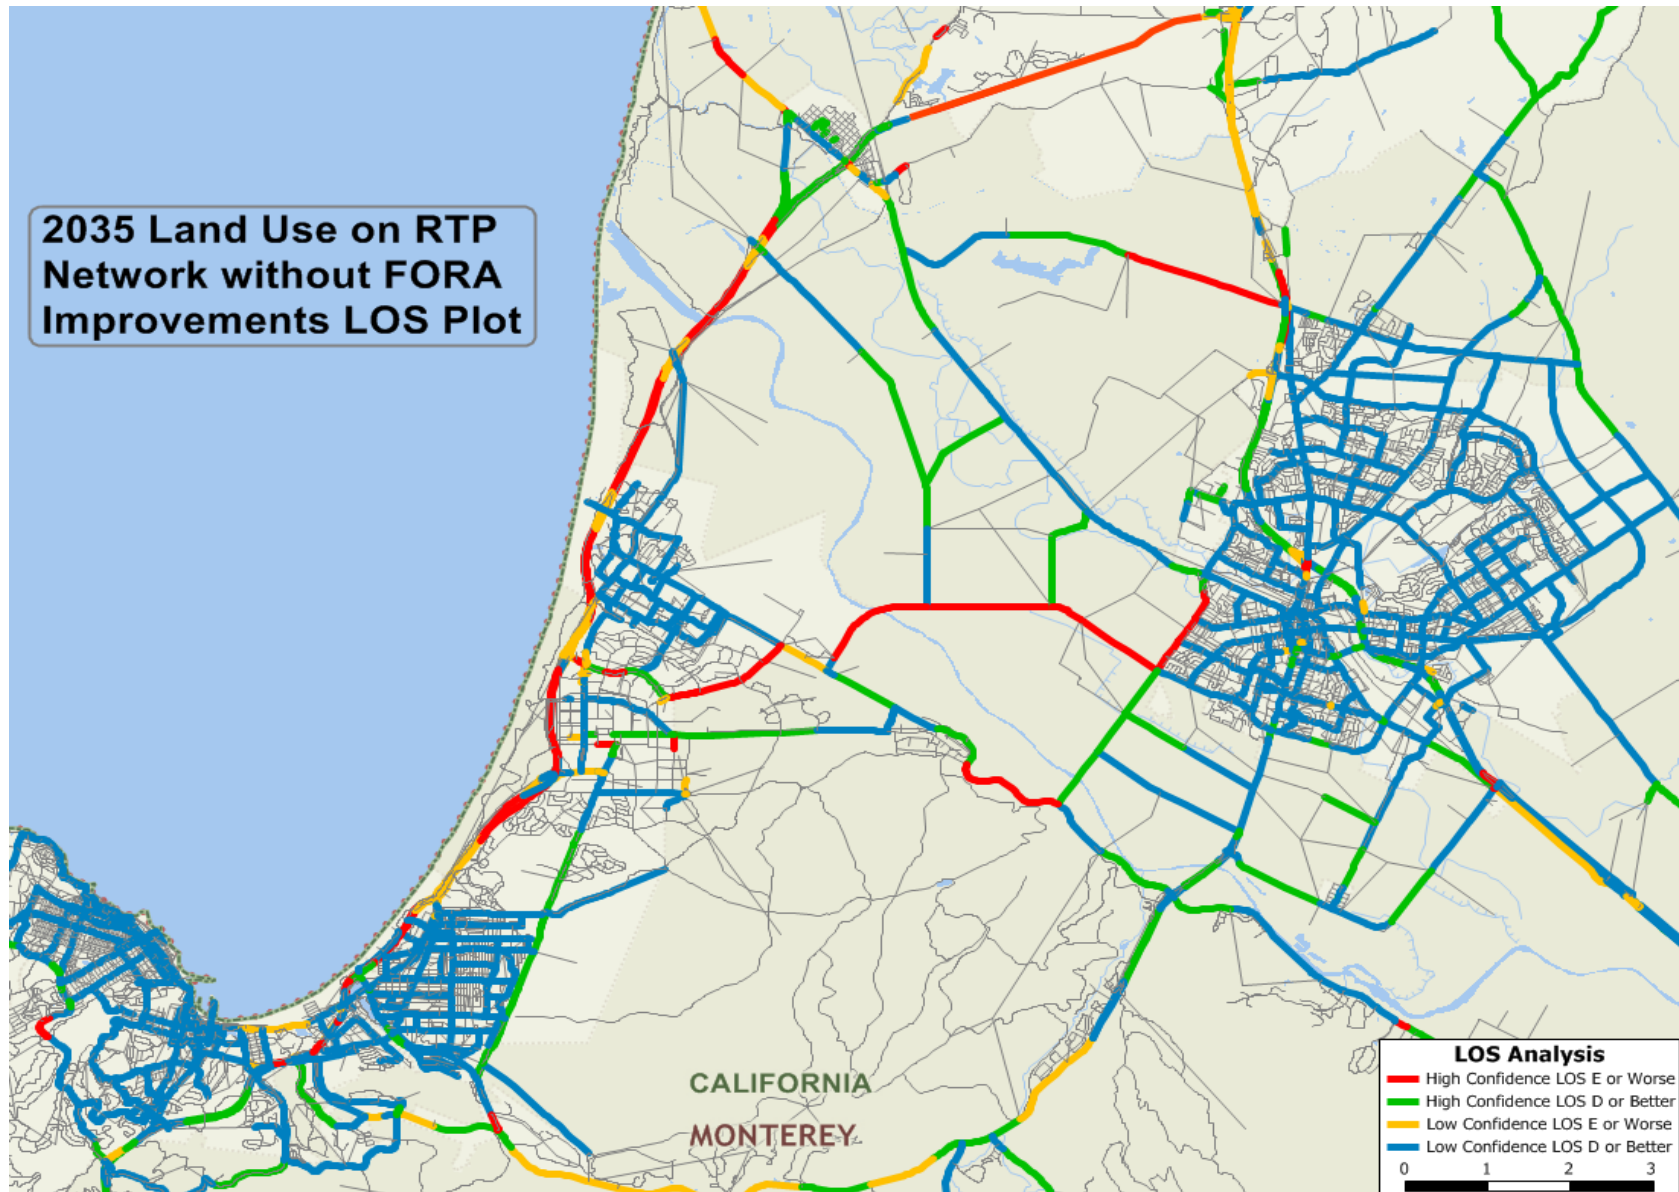 2035 Land Use on RTP
Network without FORA
Improvements LOS Plot
CALIFORNIA
MONTEREY
LOS Analysis
High Confidence LOS E or Worse
High Confidence LOS D or Better
Low Confidence LOS E or Worse
Low Confidence LOS D or Better
0 1 2 3